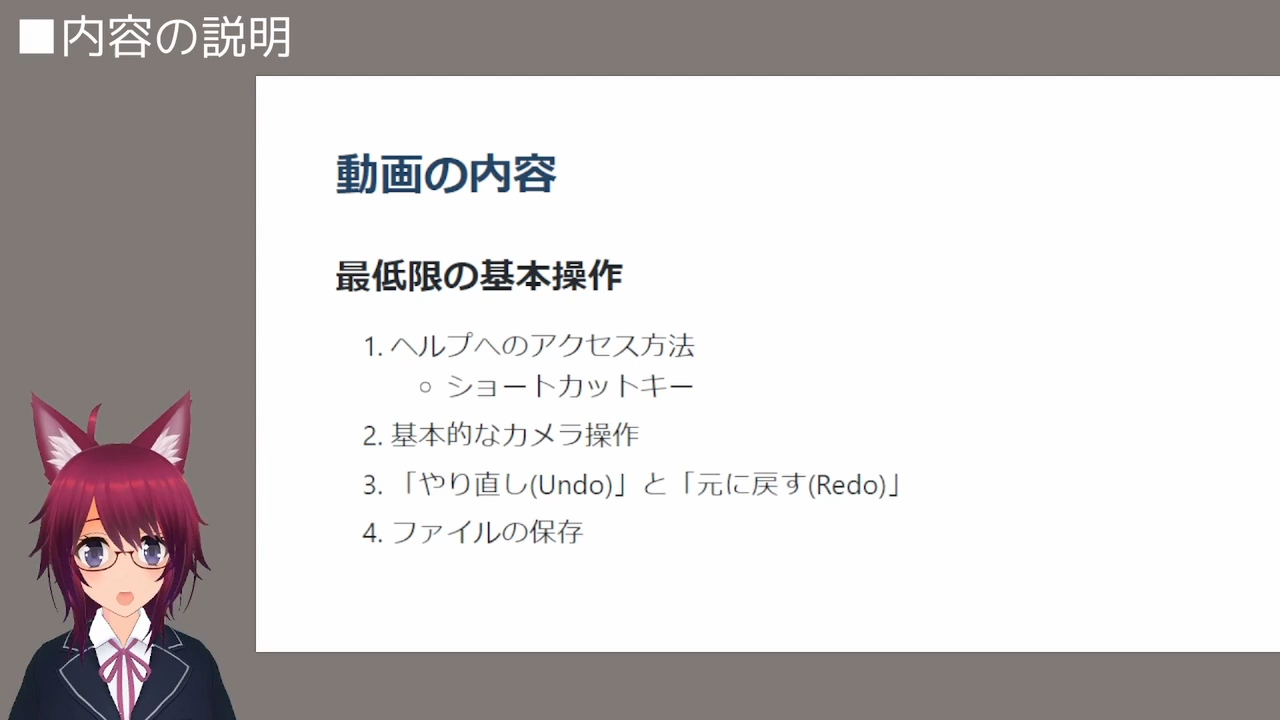 ■内容の説明
動画の内容
最低限の基本操作
1. ヘルプへのアクセス方法
○ ショートカットキー
2. 基本的なカメラ操作
3. 「やり直し(Undo)」と「元に戻す(Redo)」
4. ファイルの保存